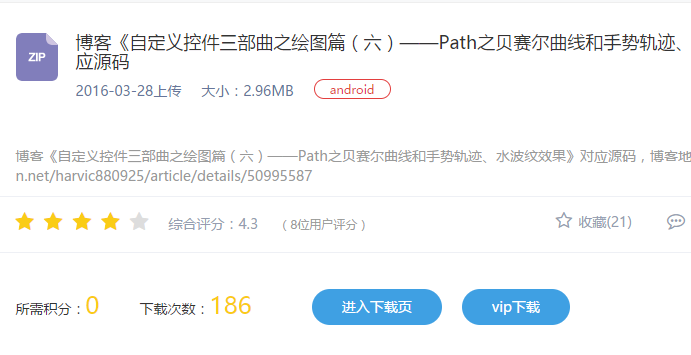 ZIP
博客《自定义控件三部曲之绘图篇（六）——Path之贝赛尔曲线和手势轨迹、
应源码
2016-03-28上传 大小：2.96MB android
博客《自定义控件三部曲之绘图篇（六）——Path之贝赛尔曲线和手势轨迹、水波纹效果》对应源码，博客地
n.net/harvic880925/article/details/50995587
综合评分：4.3 （8位用户评分） 收藏(21)
所需积分：0 下载次数：186 进入下载页 vip下载